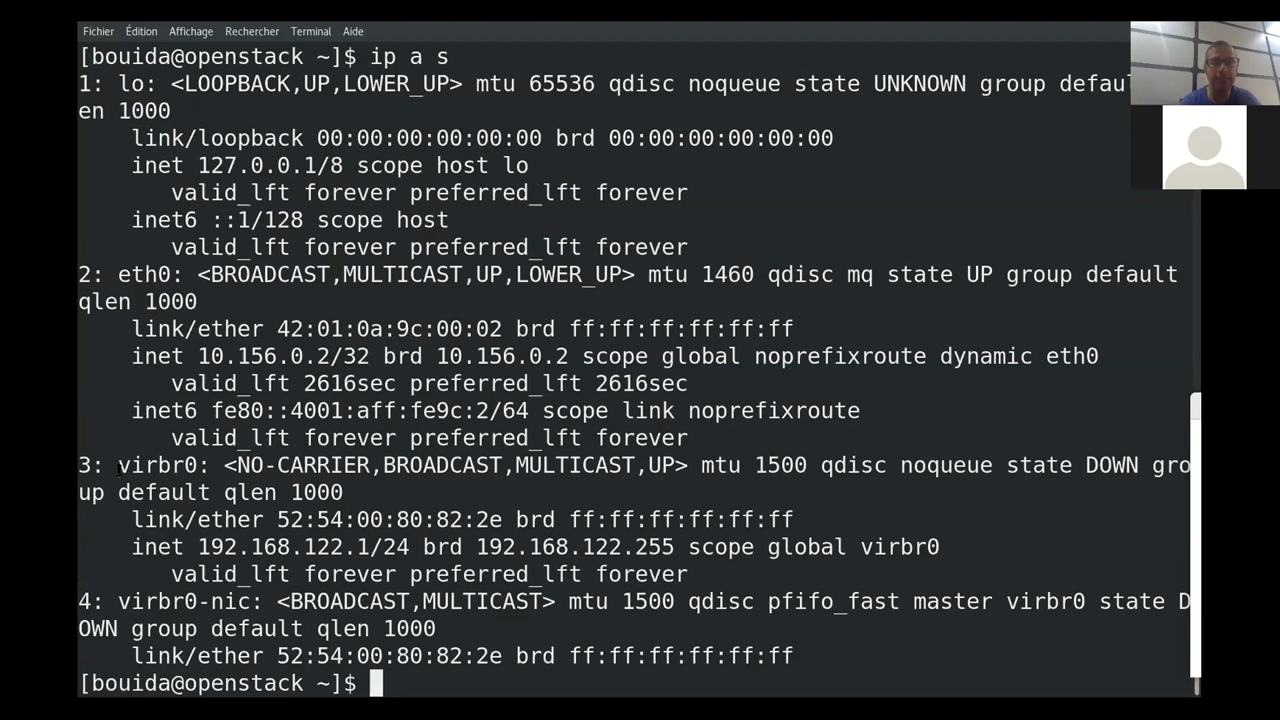 Fichier Édition Affichage Rechercher Terminal Aide
[bouida@openstack ~]$ ip a s
1: lo: <LOOPBACK,UP,LOWER_UP> mtu 65536 qdisc noqueue state UNKNOWN group defau
en 1000
link/loopback 00:00:00:00:00:00 brd 00:00:00:00:00:00
inet 127.0.0.1/8 scope host lo
valid_lft forever preferred_lft forever
inet6 ::1/128 scope host
valid_lft forever preferred_lft forever
2: eth0: <BROADCAST,MULTICAST,UP,LOWER_UP> mtu 1460 qdisc mq state UP group default
qlen 1000
link/ether 42:01:0a:9c:00:02 brd ff:ff:ff:ff:ff:ff
inet 10.156.0.2/32 brd 10.156.0.2 scope global noprefixroute dynamic eth0
valid_lft 2616sec preferred_lft 2616sec
inet6 fe80::4001:aff:fe9c:2/64 scope link noprefixroute
valid_lft forever preferred_lft forever
3: virbr0: <NO-CARRIER,BROADCAST,MULTICAST,UP> mtu 1500 qdisc noqueue state DOWN gro
up default qlen 1000
link/ether 52:54:00:80:82:2e brd ff:ff:ff:ff:ff:ff
inet 192.168.122.1/24 brd 192.168.122.255 scope global virbr0
valid_lft forever preferred_lft forever
4: virbr0-nic: <BROADCAST,MULTICAST> mtu 1500 qdisc pfifo_fast master virbr0 state D
OWN group default qlen 1000
link/ether 52:54:00:80:82:2e brd ff:ff:ff:ff:ff:ff
[bouida@openstack ~]$